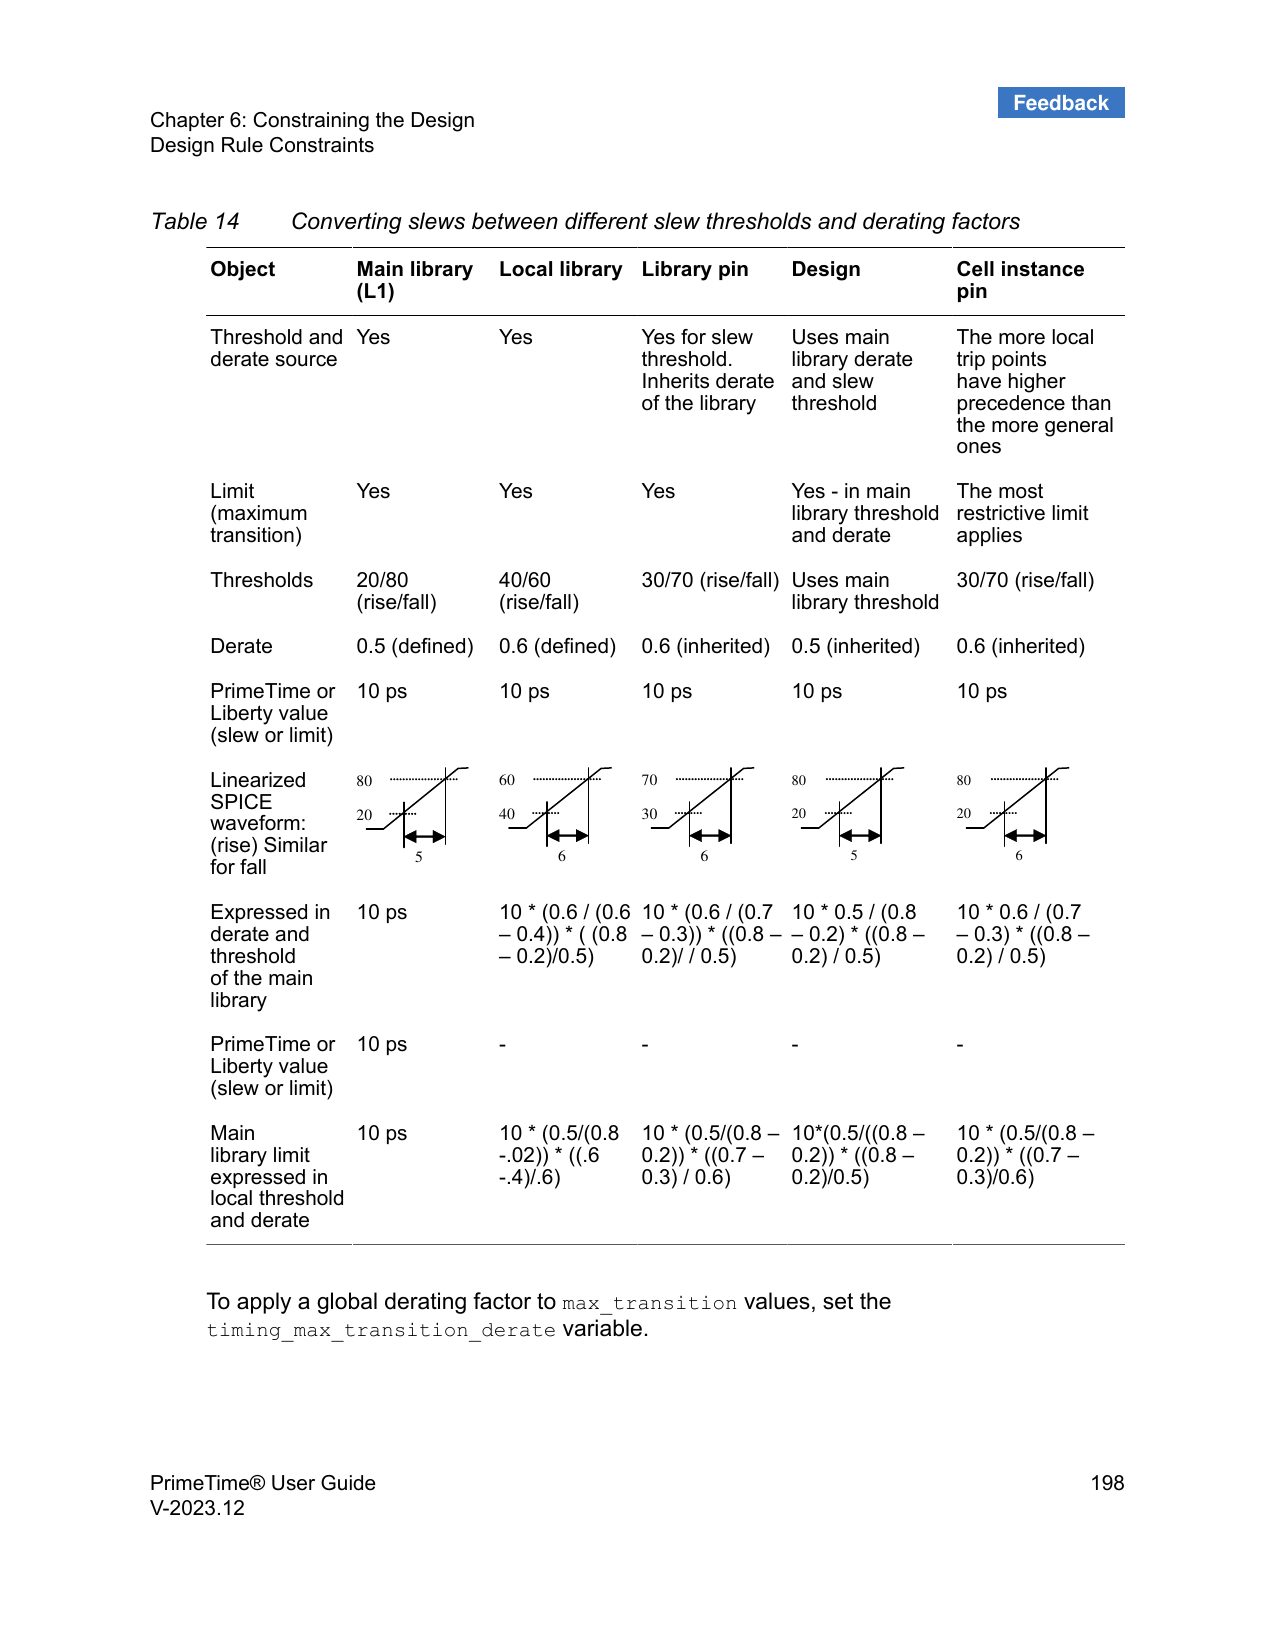 Feedback
Chapter 6: Constraining the Design
Design Rule Constraints
Table 14 Converting slews between different slew thresholds and derating factors
Object Main library Local library Library pin Design Cell instance
(L1) pin
Threshold and Yes Yes Yes for slew Uses main The more local
derate source threshold. library derate trip points
Inherits derate and slew have higher
of the library threshold precedence than
the more general
ones
Limit Yes Yes Yes Yes - in main The most
(maximum library threshold restrictive limit
transition) and derate applies
Thresholds 20/80 40/60 30/70 (rise/fall) Uses main 30/70 (rise/fall)
(rise/fall) (rise/fall) library threshold
Derate 0.5 (defined) 0.6 (defined) 0.6 (inherited) 0.5 (inherited) 0.6 (inherited)
PrimeTime or 10 ps 10 ps 10 ps 10 ps 10 ps
Liberty value
(slew or limit)
Linearized 80 60 70 80 80
SPICE
waveform: 20 40 30 20 20
(rise) Similar
for fall 5 6 6 5 6
Expressed in 10 ps 10 * (0.6 / (0.6 10 * (0.6 / (0.7 10 * 0.5 / (0.8 10 * 0.6 / (0.7
derate and – 0.4)) * ( (0.8 – 0.3)) * ((0.8 – – 0.2) * ((0.8 – – 0.3) * ((0.8 –
threshold – 0.2)/0.5) 0.2)/ / 0.5) 0.2) / 0.5) 0.2) / 0.5)
of the main
library
PrimeTime or 10 ps - - - -
Liberty value
(slew or limit)
Main 10 ps 10 * (0.5/(0.8 10 * (0.5/(0.8 – 10*(0.5/((0.8 – 10 * (0.5/(0.8 –
library limit -.02)) * ((.6 0.2)) * ((0.7 – 0.2)) * ((0.8 – 0.2)) * ((0.7 –
expressed in -.4)/.6) 0.3) / 0.6) 0.2)/0.5) 0.3)/0.6)
local threshold
and derate
To apply a global derating factor to max_transition values, set the
timing_max_transition_derate variable.
PrimeTime® User Guide 198
V-2023.12